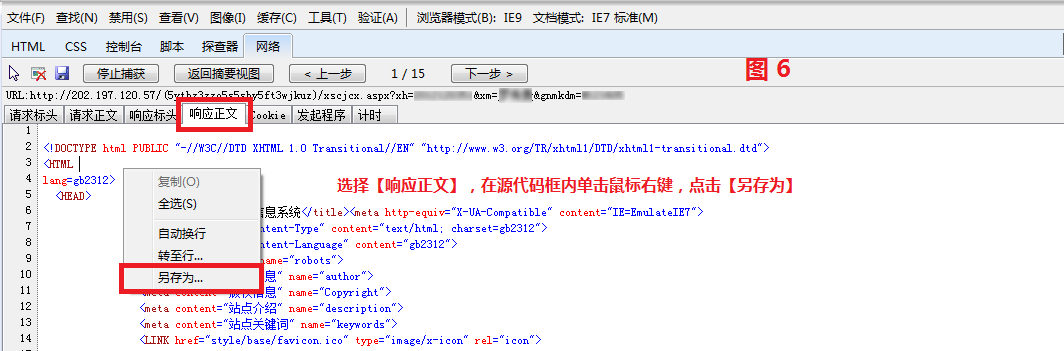 文件(F) 查找(N) 禁用(S) 查看(V) 图像(I) 缓存(C) 工具(T) 验证(A) 浏览器模式(B): IE9 文档模式: IE7 标准(M)
HTML CSS 控制台 脚本 探查器 网络
停止捕获 返回摘要视图 < 上一步 1 / 15 下一步 >
图 6
URL:http://202.197.120.57/(5ythz3zzo5s5sby5ft3wjkuz)/xscjcx.aspx?xh= &xm= &gnmkdm=
请求标头 请求正文 响应标头 响应正文 Cookie 发起程序 计时
1
2 <!DOCTYPE html PUBLIC "-//W3C//DTD XHTML 1.0 Transitional//EN" "http://www.w3.org/TR/xhtml1/DTD/xhtml1-transitional.dtd">
3 <HTML
4 lang=gb2312>
5 <HEAD>
复制(O)
全选(S)
自动换行
转至行...
另存为...
选择【响应正文】，在源代码框内单击鼠标右键，点击【另存为】
6 信息系统</title><meta http-equiv="X-UA-Compatible" content="IE=EmulateIE7">
7 ntent-Type" content="text/html; charset=gb2312">
8 ntent-Language" content="gb2312">
9 name="robots">
10 息" name="author">
11 <meta content="版权信息" name="Copyright">
12 <meta content="站点介绍" name="description">
13 <meta content="站点关键词" name="keywords">
14 <LINK href="style/base/favicon.ico" type="image/x-icon" rel="icon">